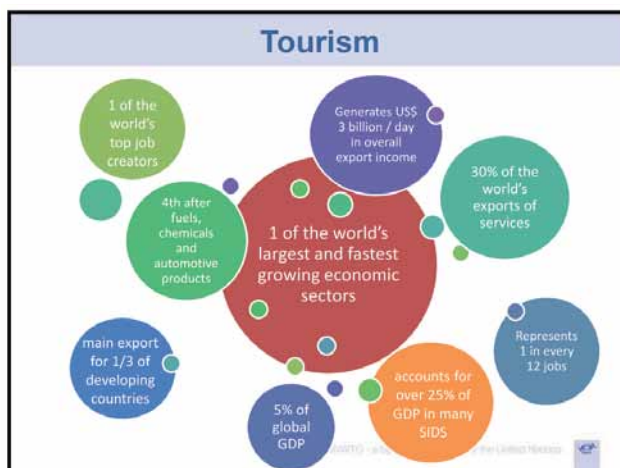 Tourism
1 of the
world's
top job
creators
Generates US$
3 billion / day
in overall
export income
30% of the
world's
exports of
services
4th after
fuels,
chemicals
and
automotive
products
1 of the world's
largest and fastest
growing economic
sectors
main export
for 1/3 of
developing
countries
Represents
1 in every
12 jobs
5% of
global
GDP
accounts for
over 25% of
GDP in many
SIDS
the United Nations